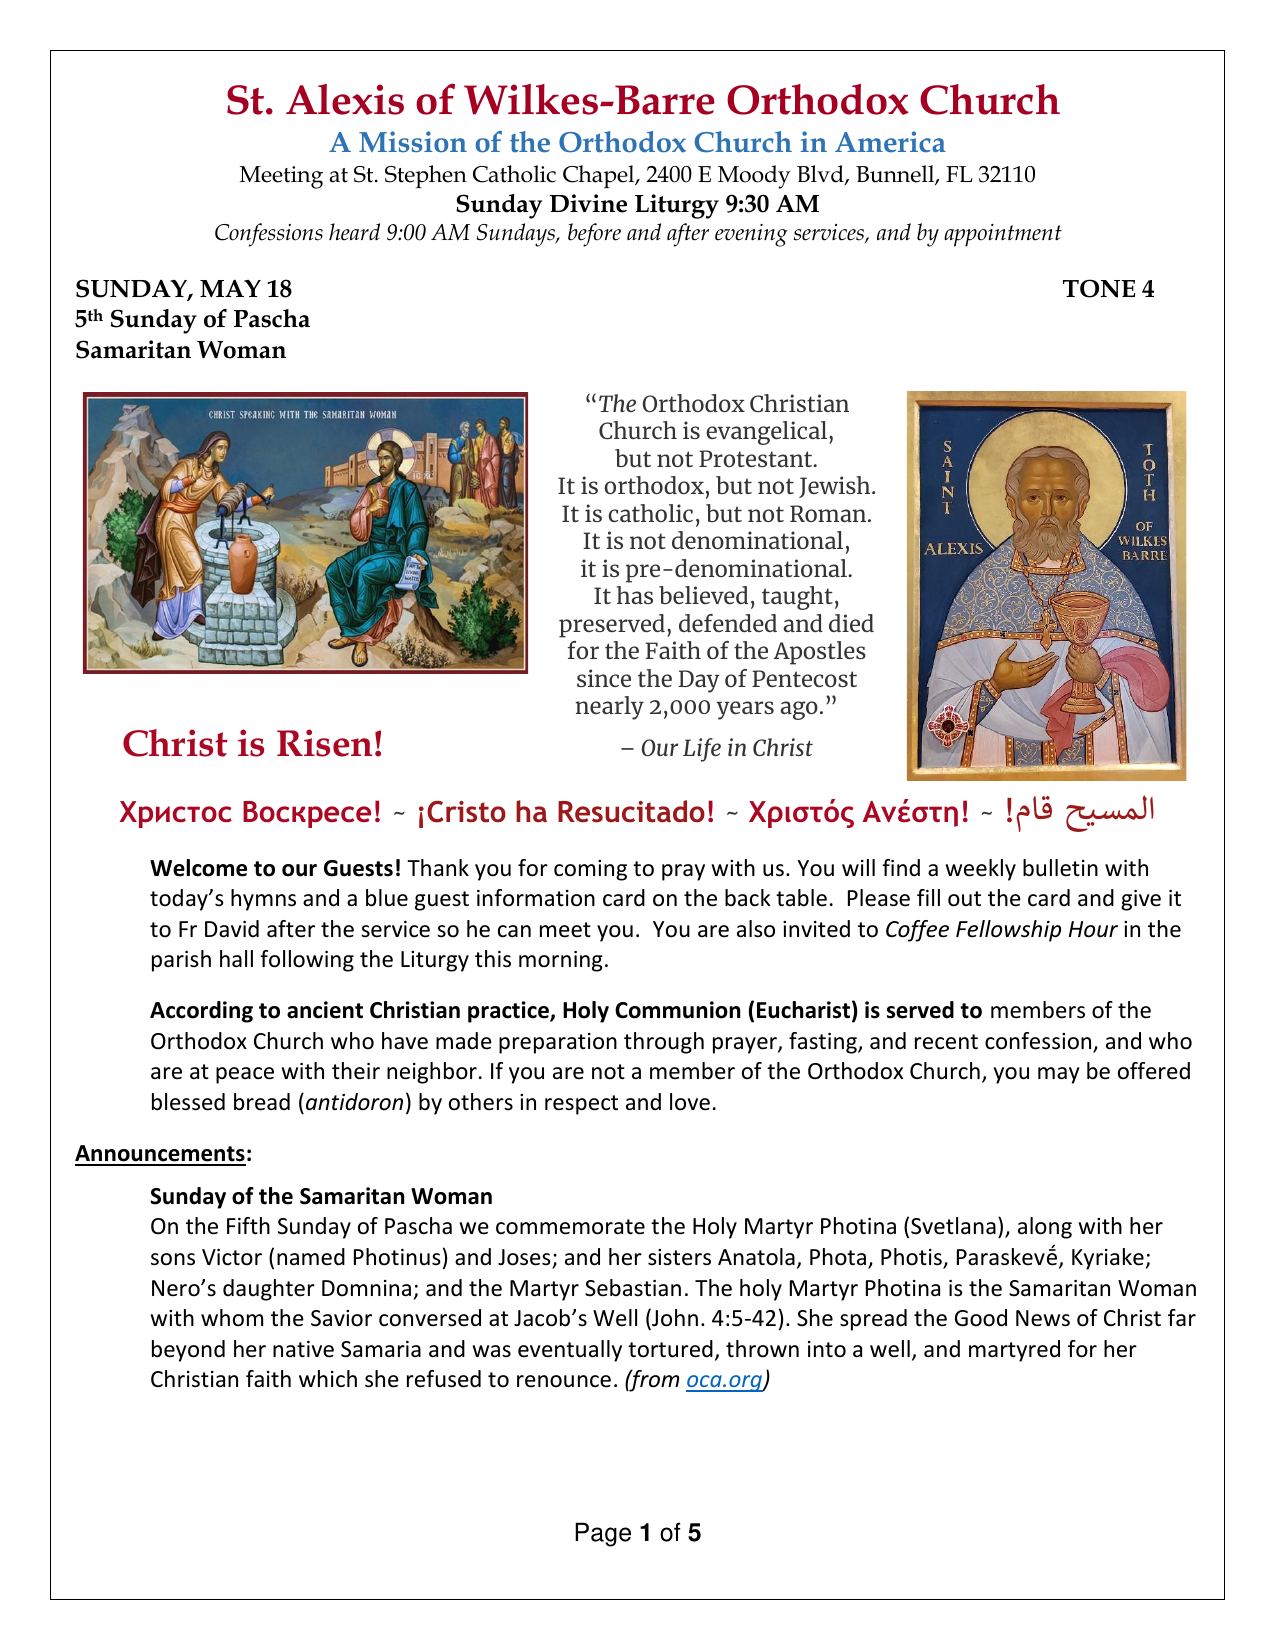 St. Alexis of Wilkes-Barre Orthodox Church
A Mission of the Orthodox Church in America
Meeting at St. Stephen Catholic Chapel, 2400 E Moody Blvd, Bunnell, FL 32110
Sunday Divine Liturgy 9:30 AM
Confessions heard 9:00 AM Sundays, before and after evening services, and by appointment
SUNDAY, MAY 18 TONE 4
5th Sunday of Pascha
Samaritan Woman
CHRIST SPEAKING WITH THE SAMARITAN WOMAN
“The Orthodox Christian
Church is evangelical,
but not Protestant.
It is orthodox, but not Jewish.
It is catholic, but not Roman.
It is not denominational,
it is pre-denominational.
It has believed, taught,
preserved, defended and died
for the Faith of the Apostles
since the Day of Pentecost
nearly 2,000 years ago.”
– Our Life in Christ
SAINT
ALEXIS
TOTH
OF
WILKES
BARRE
Christ is Risen!
Христос Воскресе! ~ ¡Cristo ha Resucitado! ~ Χριστός Ανέστη! ~ المسيح قام!
Welcome to our Guests! Thank you for coming to pray with us. You will find a weekly bulletin with
today’s hymns and a blue guest information card on the back table.  Please fill out the card and give it
to Fr David after the service so he can meet you.  You are also invited to Coffee Fellowship Hour in the
parish hall following the Liturgy this morning.
According to ancient Christian practice, Holy Communion (Eucharist) is served to members of the
Orthodox Church who have made preparation through prayer, fasting, and recent confession, and who
are at peace with their neighbor. If you are not a member of the Orthodox Church, you may be offered
blessed bread (antidoron) by others in respect and love.
Announcements:
Sunday of the Samaritan Woman
On the Fifth Sunday of Pascha we commemorate the Holy Martyr Photina (Svetlana), along with her
sons Victor (named Photinus) and Joses; and her sisters Anatola, Phota, Photis, Paraskevḗ, Kyriake;
Nero’s daughter Domnina; and the Martyr Sebastian. The holy Martyr Photina is the Samaritan Woman
with whom the Savior conversed at Jacob’s Well (John. 4:5-42). She spread the Good News of Christ far
beyond her native Samaria and was eventually tortured, thrown into a well, and martyred for her
Christian faith which she refused to renounce. (from oca.org)
Page 1 of 5